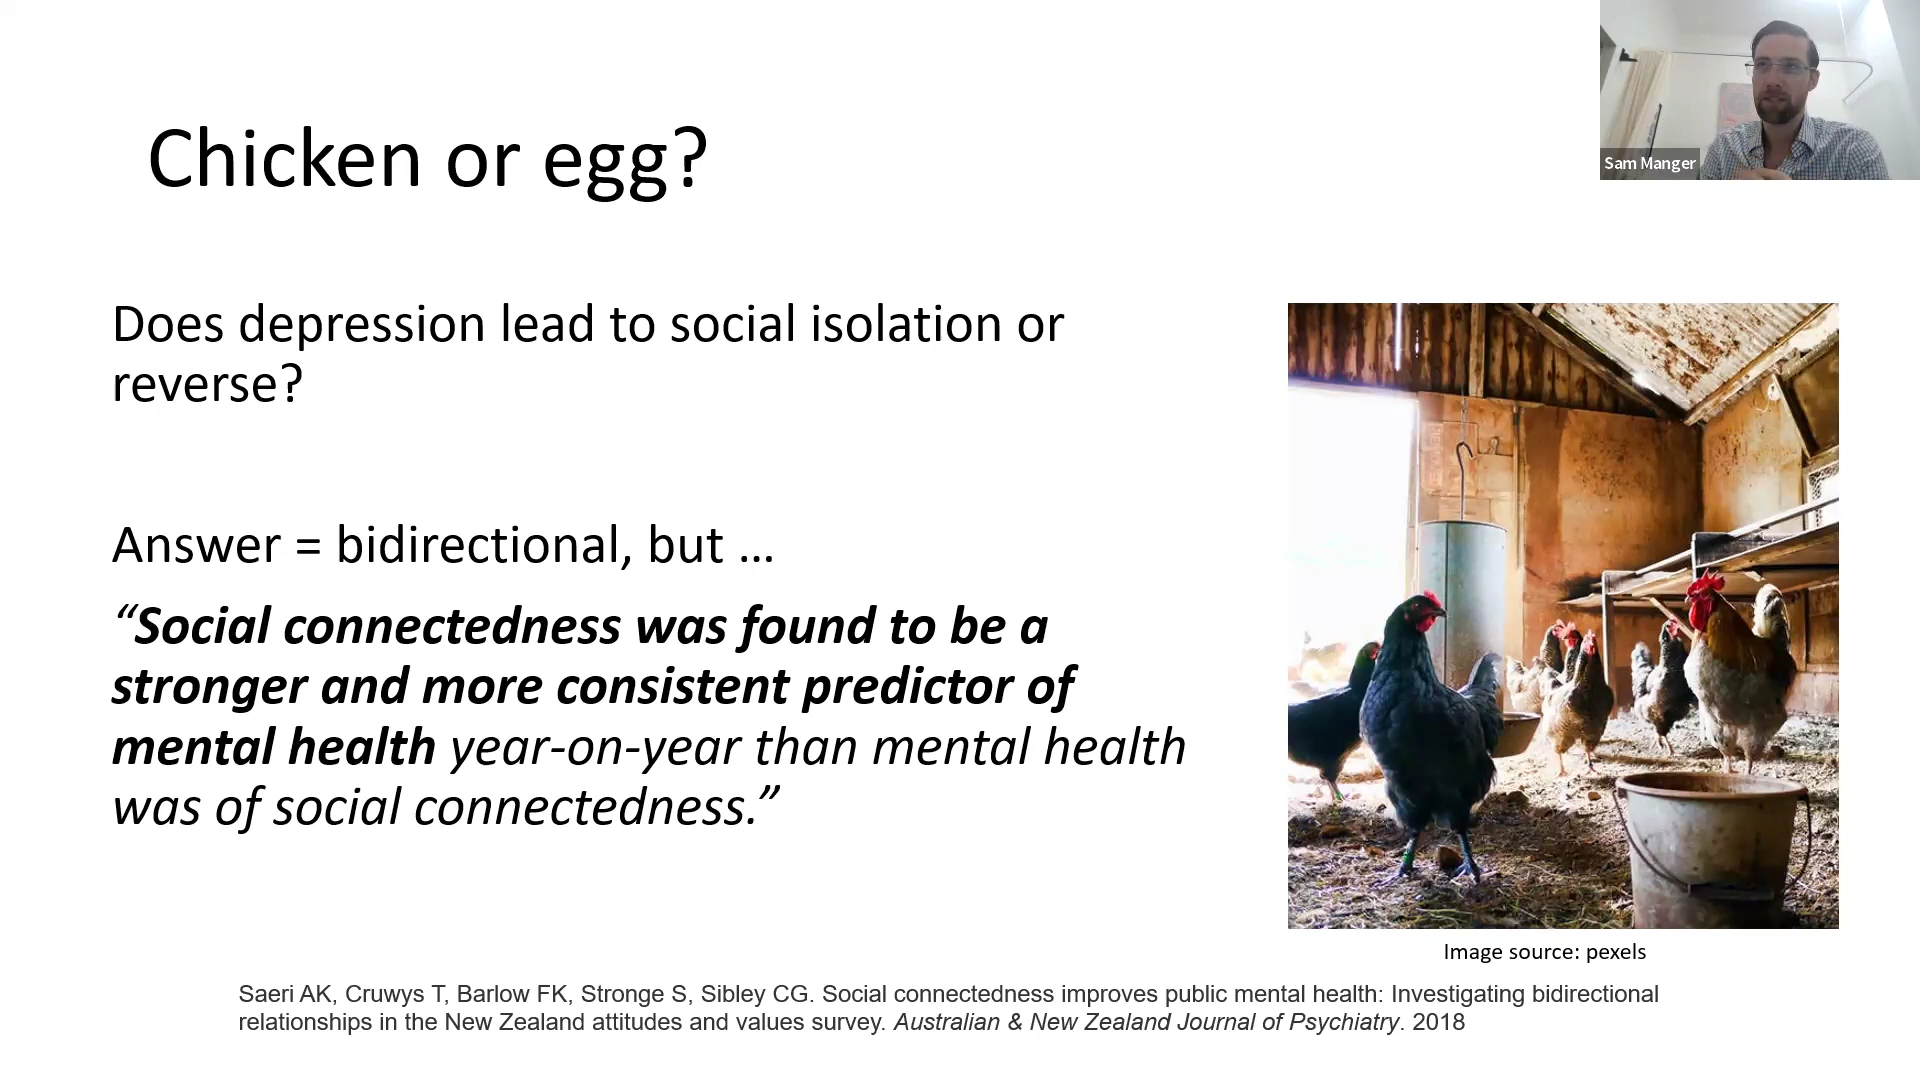 Chicken or egg?
Sam Manger
Does depression lead to social isolation or
reverse?
Answer = bidirectional, but …
“Social connectedness was found to be a
stronger and more consistent predictor of
mental health year-on-year than mental health
was of social connectedness.”
Image source: pexels
Saeri AK, Cruwys T, Barlow FK, Stronge S, Sibley CG. Social connectedness improves public mental health: Investigating bidirectional
relationships in the New Zealand attitudes and values survey. Australian & New Zealand Journal of Psychiatry. 2018